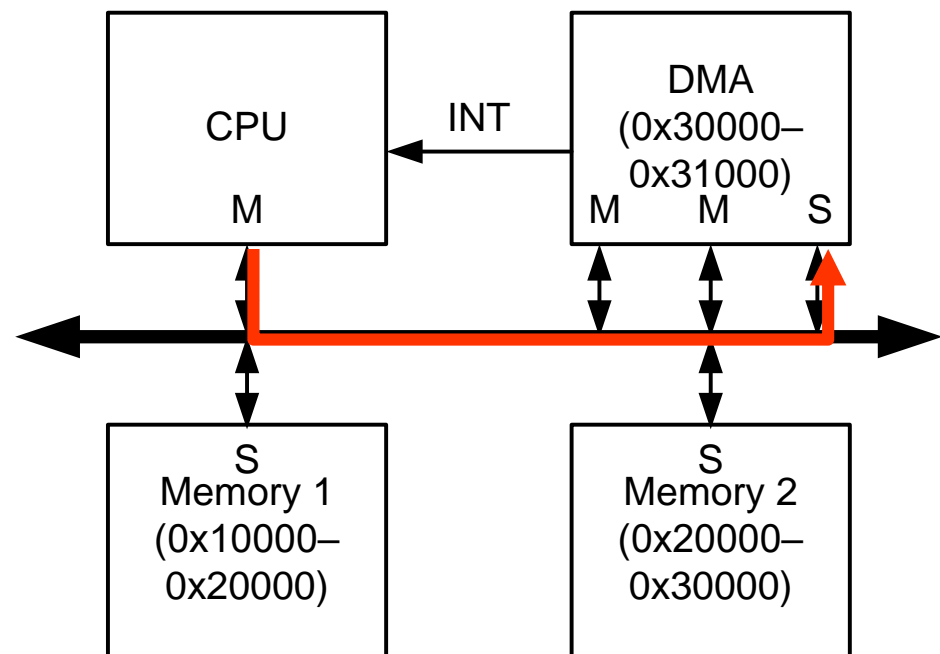 CPU
M
INT
DMA
(0x30000–
0x31000)
M M S
S
Memory 1
(0x10000–
0x20000)
S
Memory 2
(0x20000–
0x30000)